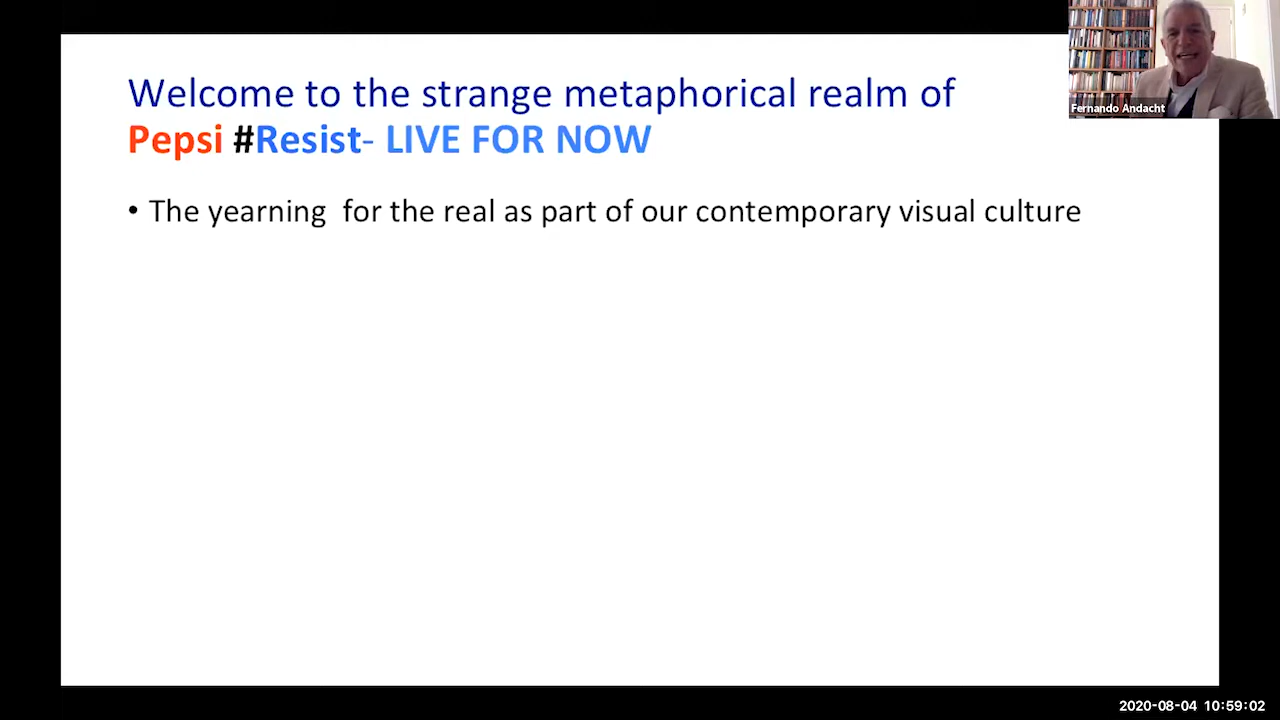 Welcome to the strange metaphorical realm of
Pepsi #Resist- LIVE FOR NOW
• The yearning  for the real as part of our contemporary visual culture
Fernando Andacht
2020-08-04 10:59:02